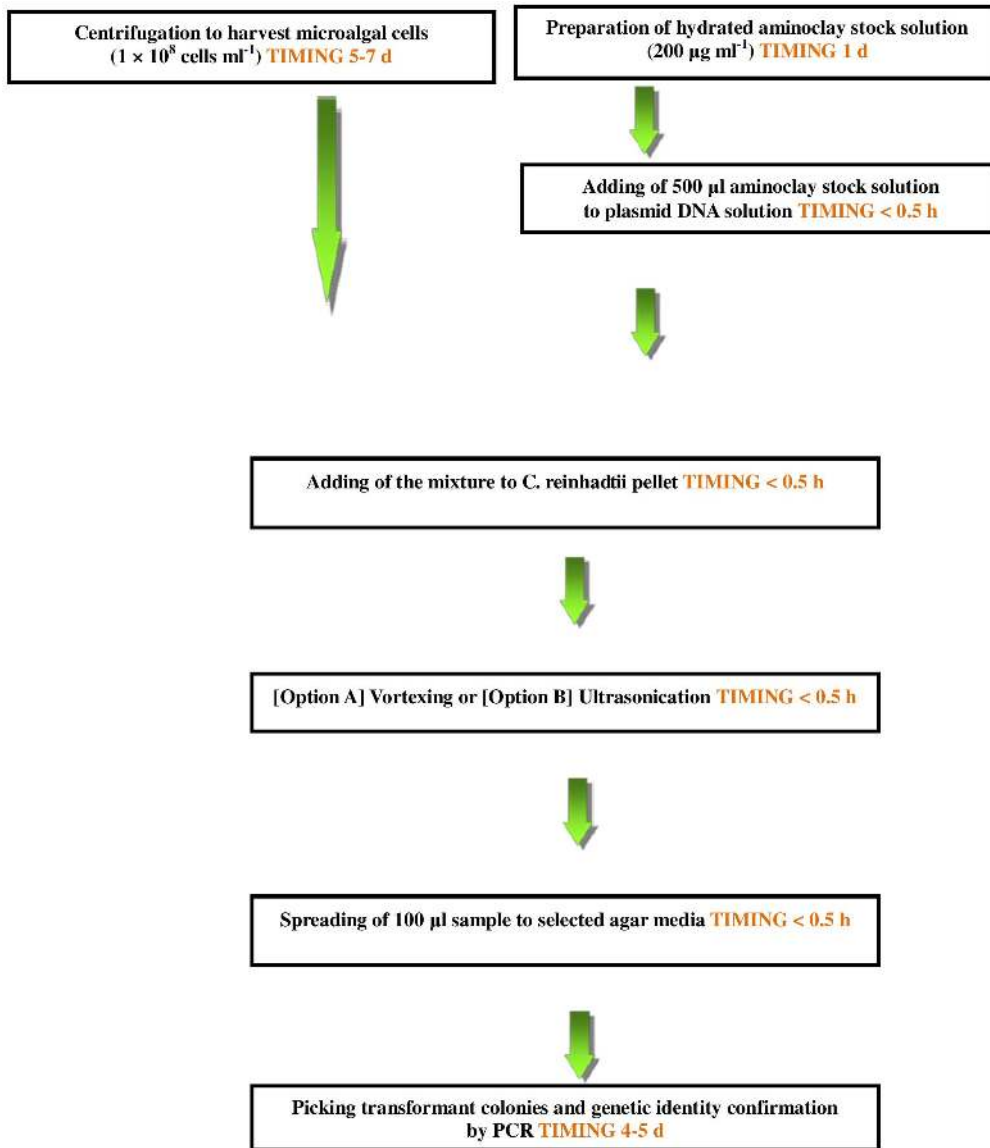 Centrifugation to harvest microalgal cells
(1 × 10⁸ cells ml⁻¹) TIMING 5-7 d
Preparation of hydrated aminoclay stock solution
(200 µg ml⁻¹) TIMING 1 d
Adding of 500 µl aminoclay stock solution
to plasmid DNA solution TIMING < 0.5 h
Adding of the mixture to C. reinhadtii pellet TIMING < 0.5 h
[Option A] Vortexing or [Option B] Ultrasonication TIMING < 0.5 h
Spreading of 100 µl sample to selected agar media TIMING < 0.5 h
Picking transformant colonies and genetic identity confirmation
by PCR TIMING 4-5 d